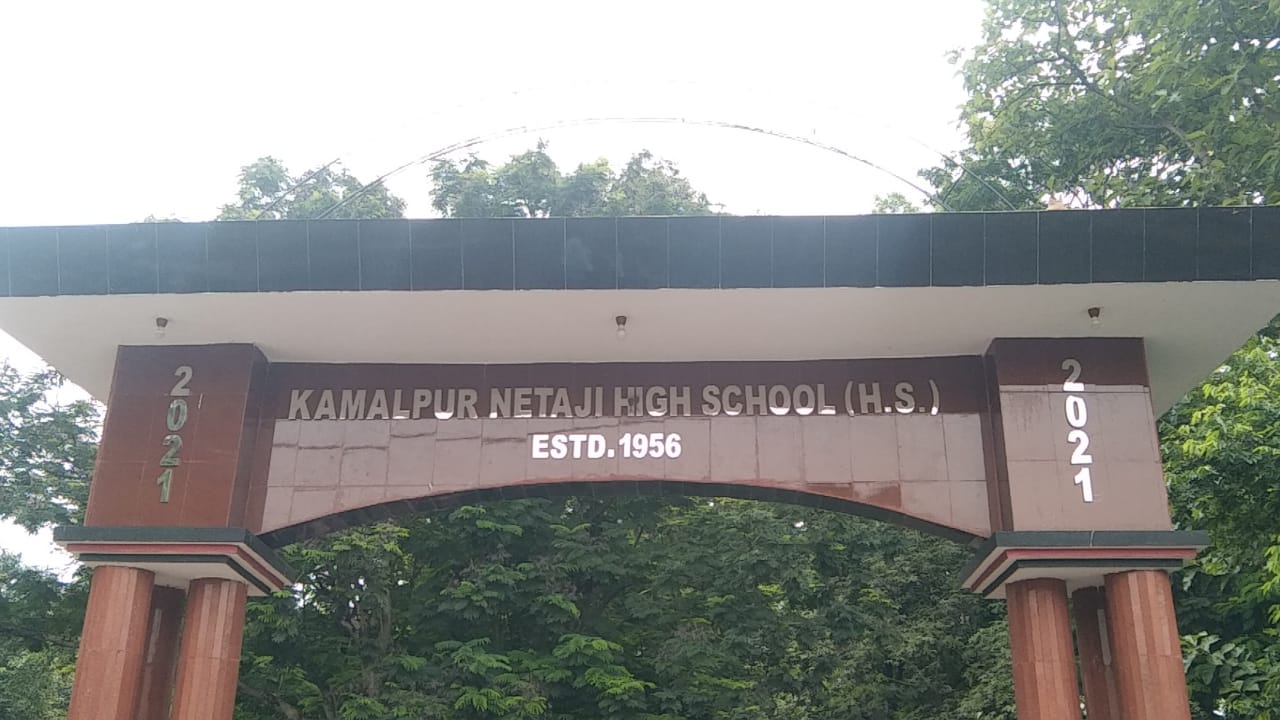 2021
KAMALPUR NETAJI HIGH SCHOOL (H.S.)
ESTD. 1956
2021